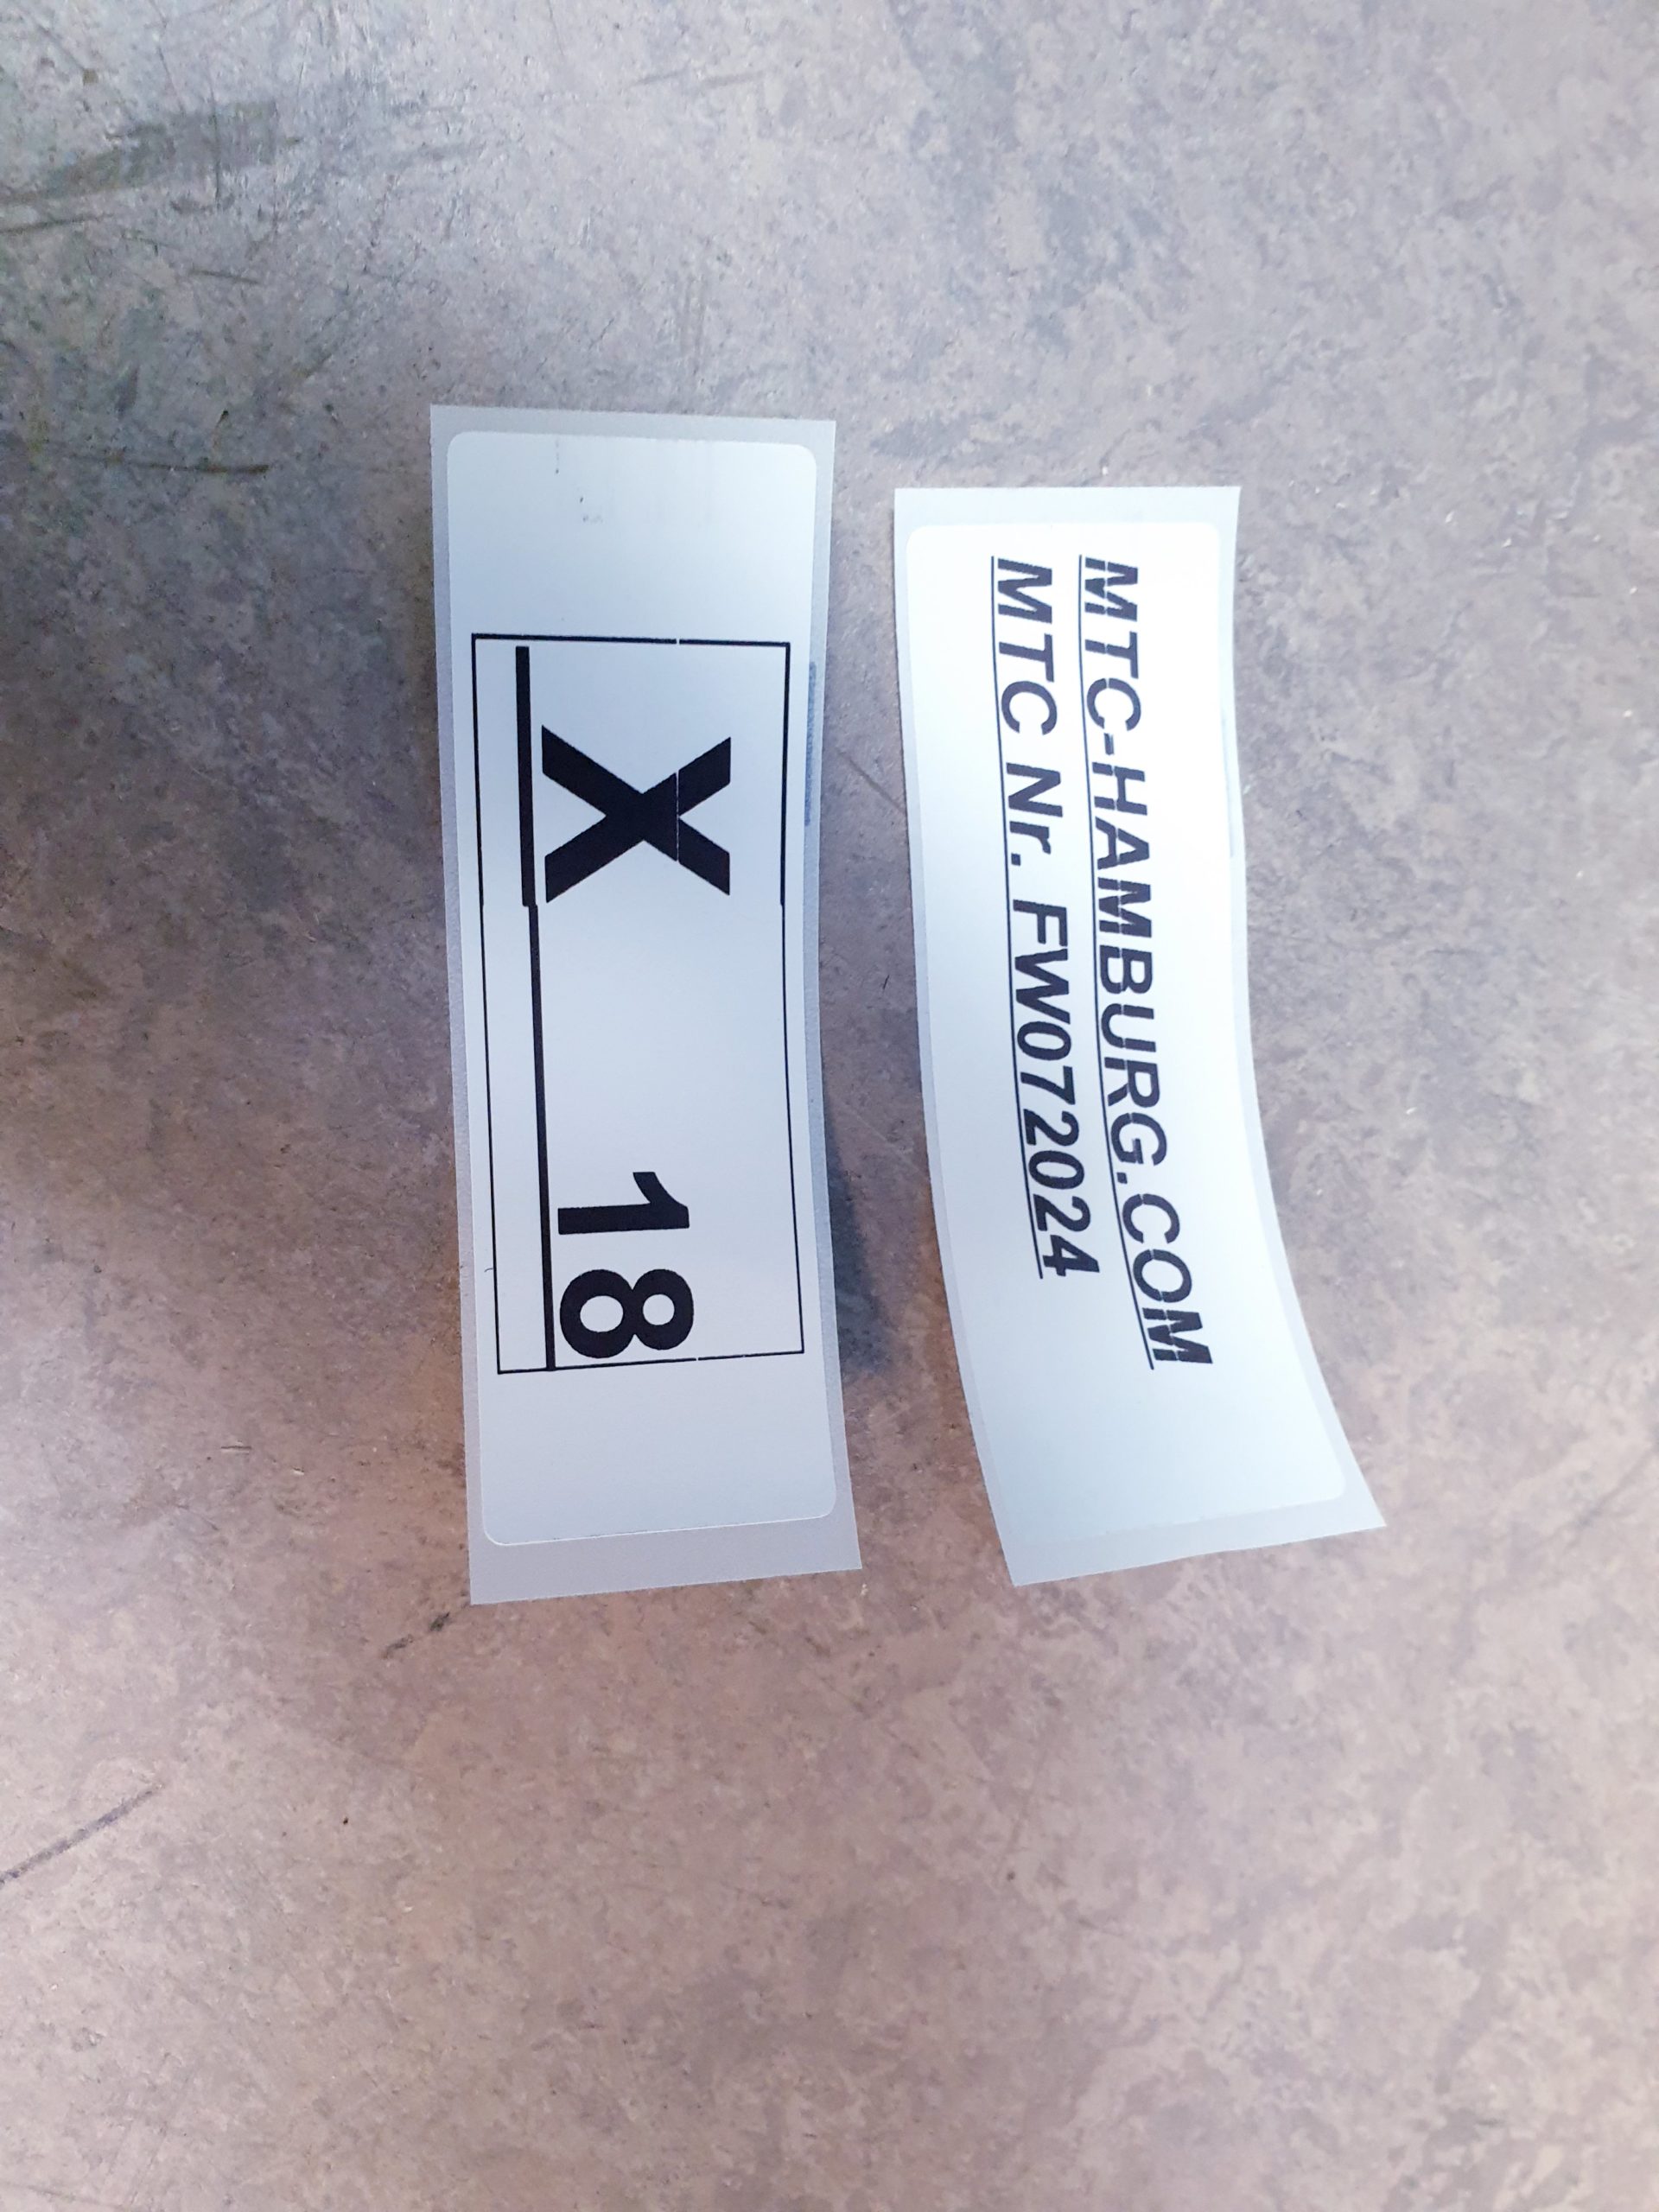 X 18
MTC-HAMBURG.COM
MTC Nr. FW072024